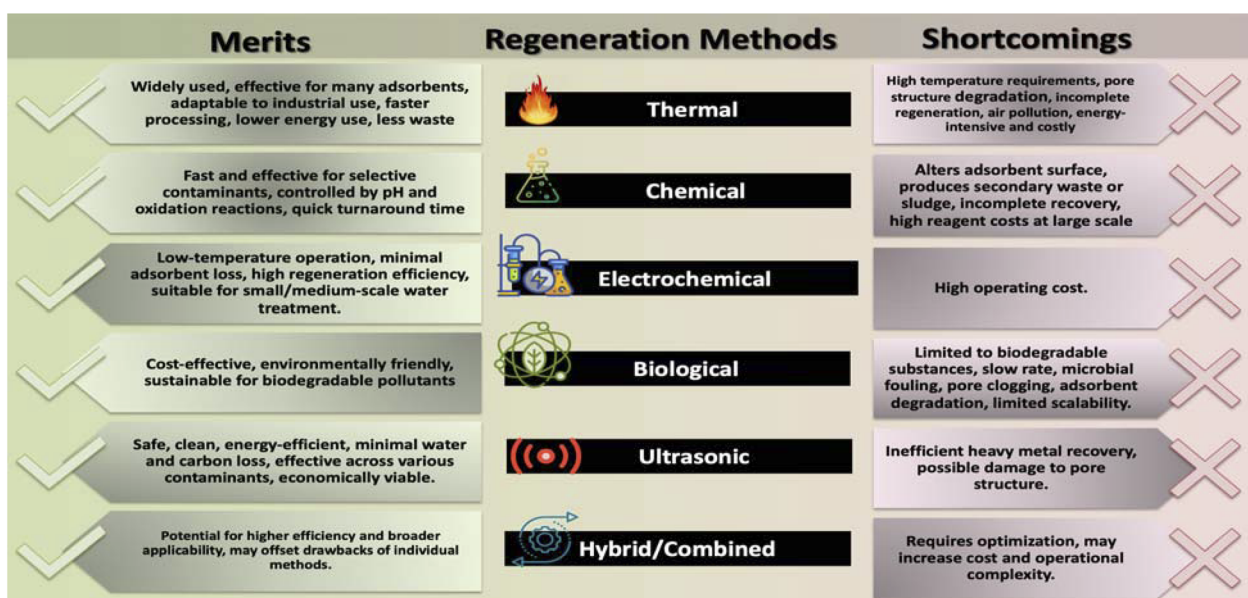 Merits
Regeneration Methods
Shortcomings
Widely used, effective for many adsorbents,
adaptable to industrial use, faster
processing, lower energy use, less waste
Thermal
High temperature requirements, pore
structure degradation, incomplete
regeneration, air pollution, energy-
intensive and costly
Fast and effective for selective
contaminants, controlled by pH and
oxidation reactions, quick turnaround time
Chemical
Alters adsorbent surface,
produces secondary waste or
sludge, incomplete recovery,
high reagent costs at large scale
Low-temperature operation, minimal
adsorbent loss, high regeneration efficiency,
suitable for small/medium-scale water
treatment.
Electrochemical
High operating cost.
Cost-effective, environmentally friendly,
sustainable for biodegradable pollutants
Biological
Limited to biodegradable
substances, slow rate, microbial
fouling, pore clogging, adsorbent
degradation, limited scalability.
Safe, clean, energy-efficient, minimal water
and carbon loss, effective across various
contaminants, economically viable.
Ultrasonic
Inefficient heavy metal recovery,
possible damage to pore
structure.
Potential for higher efficiency and broader
applicability, may offset drawbacks of individual
methods.
Hybrid/Combined
Requires optimization, may
increase cost and operational
complexity.